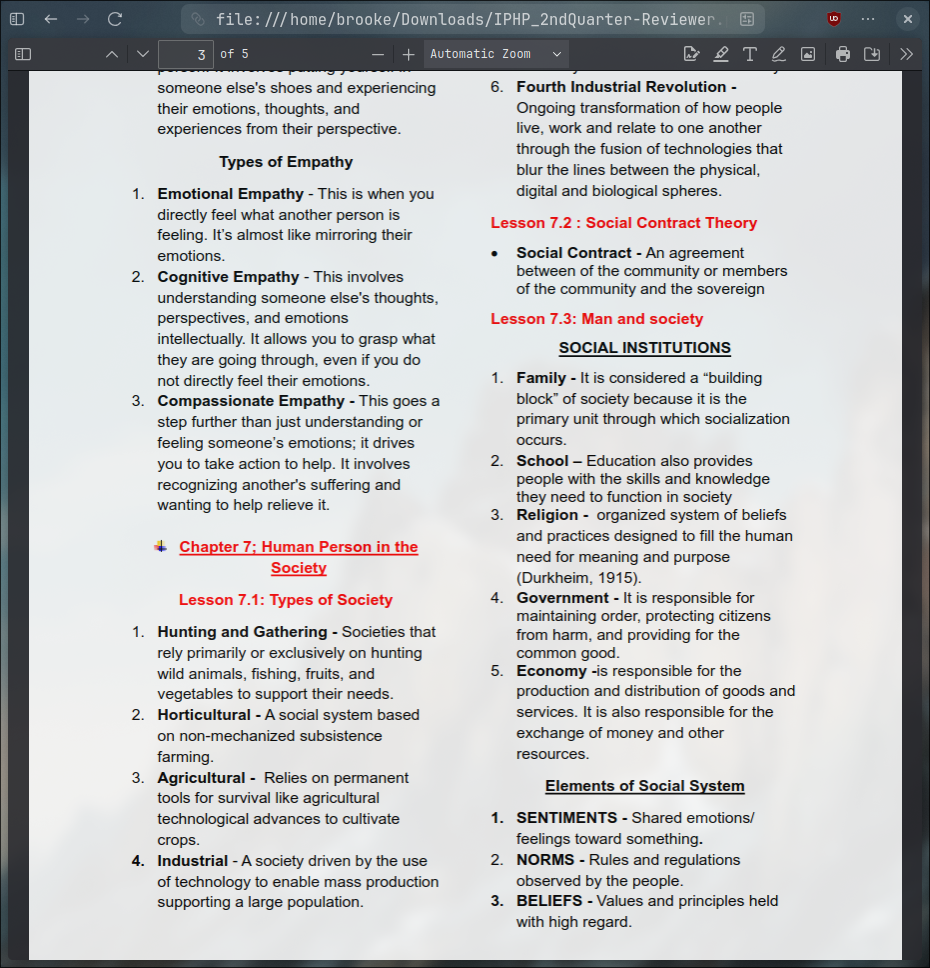 file:///home/brooke/Downloads/IPHP_2ndQuarter-Reviewer.
3 of 5
Automatic Zoom
someone else's shoes and experiencing
their emotions, thoughts, and
experiences from their perspective.
Types of Empathy
1. Emotional Empathy - This is when you
directly feel what another person is
feeling. It’s almost like mirroring their
emotions.
2. Cognitive Empathy - This involves
understanding someone else's thoughts,
perspectives, and emotions
intellectually. It allows you to grasp what
they are going through, even if you do
not directly feel their emotions.
3. Compassionate Empathy - This goes a
step further than just understanding or
feeling someone’s emotions; it drives
you to take action to help. It involves
recognizing another's suffering and
wanting to help relieve it.
Chapter 7; Human Person in the
Society
Lesson 7.1: Types of Society
1. Hunting and Gathering - Societies that
rely primarily or exclusively on hunting
wild animals, fishing, fruits, and
vegetables to support their needs.
2. Horticultural - A social system based
on non-mechanized subsistence
farming.
3. Agricultural - Relies on permanent
tools for survival like agricultural
technological advances to cultivate
crops.
4. Industrial - A society driven by the use
of technology to enable mass production
supporting a large population.
6. Fourth Industrial Revolution -
Ongoing transformation of how people
live, work and relate to one another
through the fusion of technologies that
blur the lines between the physical,
digital and biological spheres.
Lesson 7.2 : Social Contract Theory
• Social Contract - An agreement
between of the community or members
of the community and the sovereign
Lesson 7.3: Man and society
SOCIAL INSTITUTIONS
1. Family - It is considered a “building
block” of society because it is the
primary unit through which socialization
occurs.
2. School – Education also provides
people with the skills and knowledge
they need to function in society
3. Religion - organized system of beliefs
and practices designed to fill the human
need for meaning and purpose
(Durkheim, 1915).
4. Government - It is responsible for
maintaining order, protecting citizens
from harm, and providing for the
common good.
5. Economy -is responsible for the
production and distribution of goods and
services. It is also responsible for the
exchange of money and other
resources.
Elements of Social System
1. SENTIMENTS - Shared emotions/
feelings toward something.
2. NORMS - Rules and regulations
observed by the people.
3. BELIEFS - Values and principles held
with high regard.